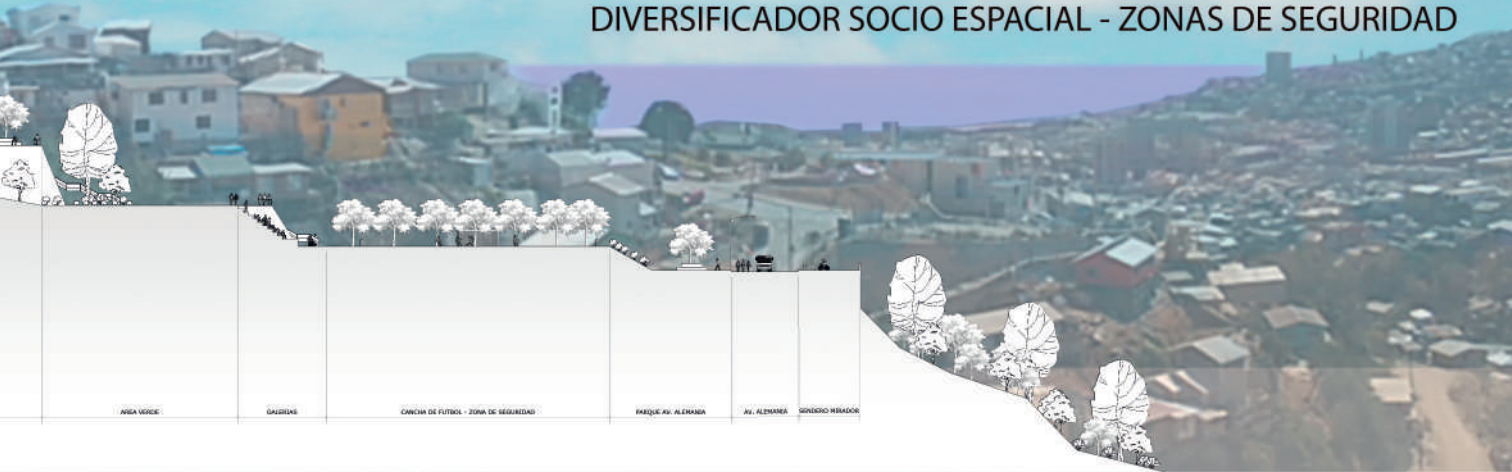 DIVERSIFICADOR SOCIO ESPACIAL - ZONAS DE SEGURIDAD
AREA VERDE
GALERIAS
CANCHA DE FUTBOL - ZONA DE SEGURIDAD
PARQUE AV. ALEMANIA
AV. ALEMANIA
SENDERO MIRADOR